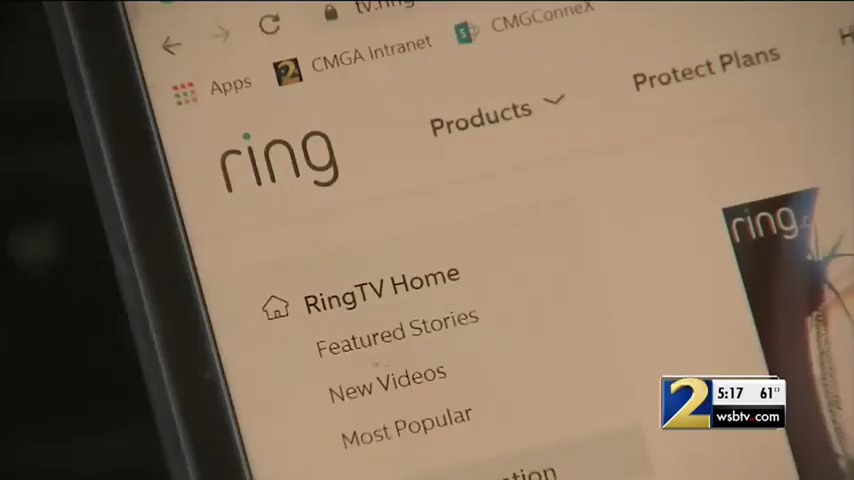 tv.ring
Apps
2
CMGA Intranet
CMGConneX
ring
Products
Protect Plans
H
ring
RingTV Home
Featured Stories
New Videos
Most Popular
2
5:17 61°
wsbtv.com